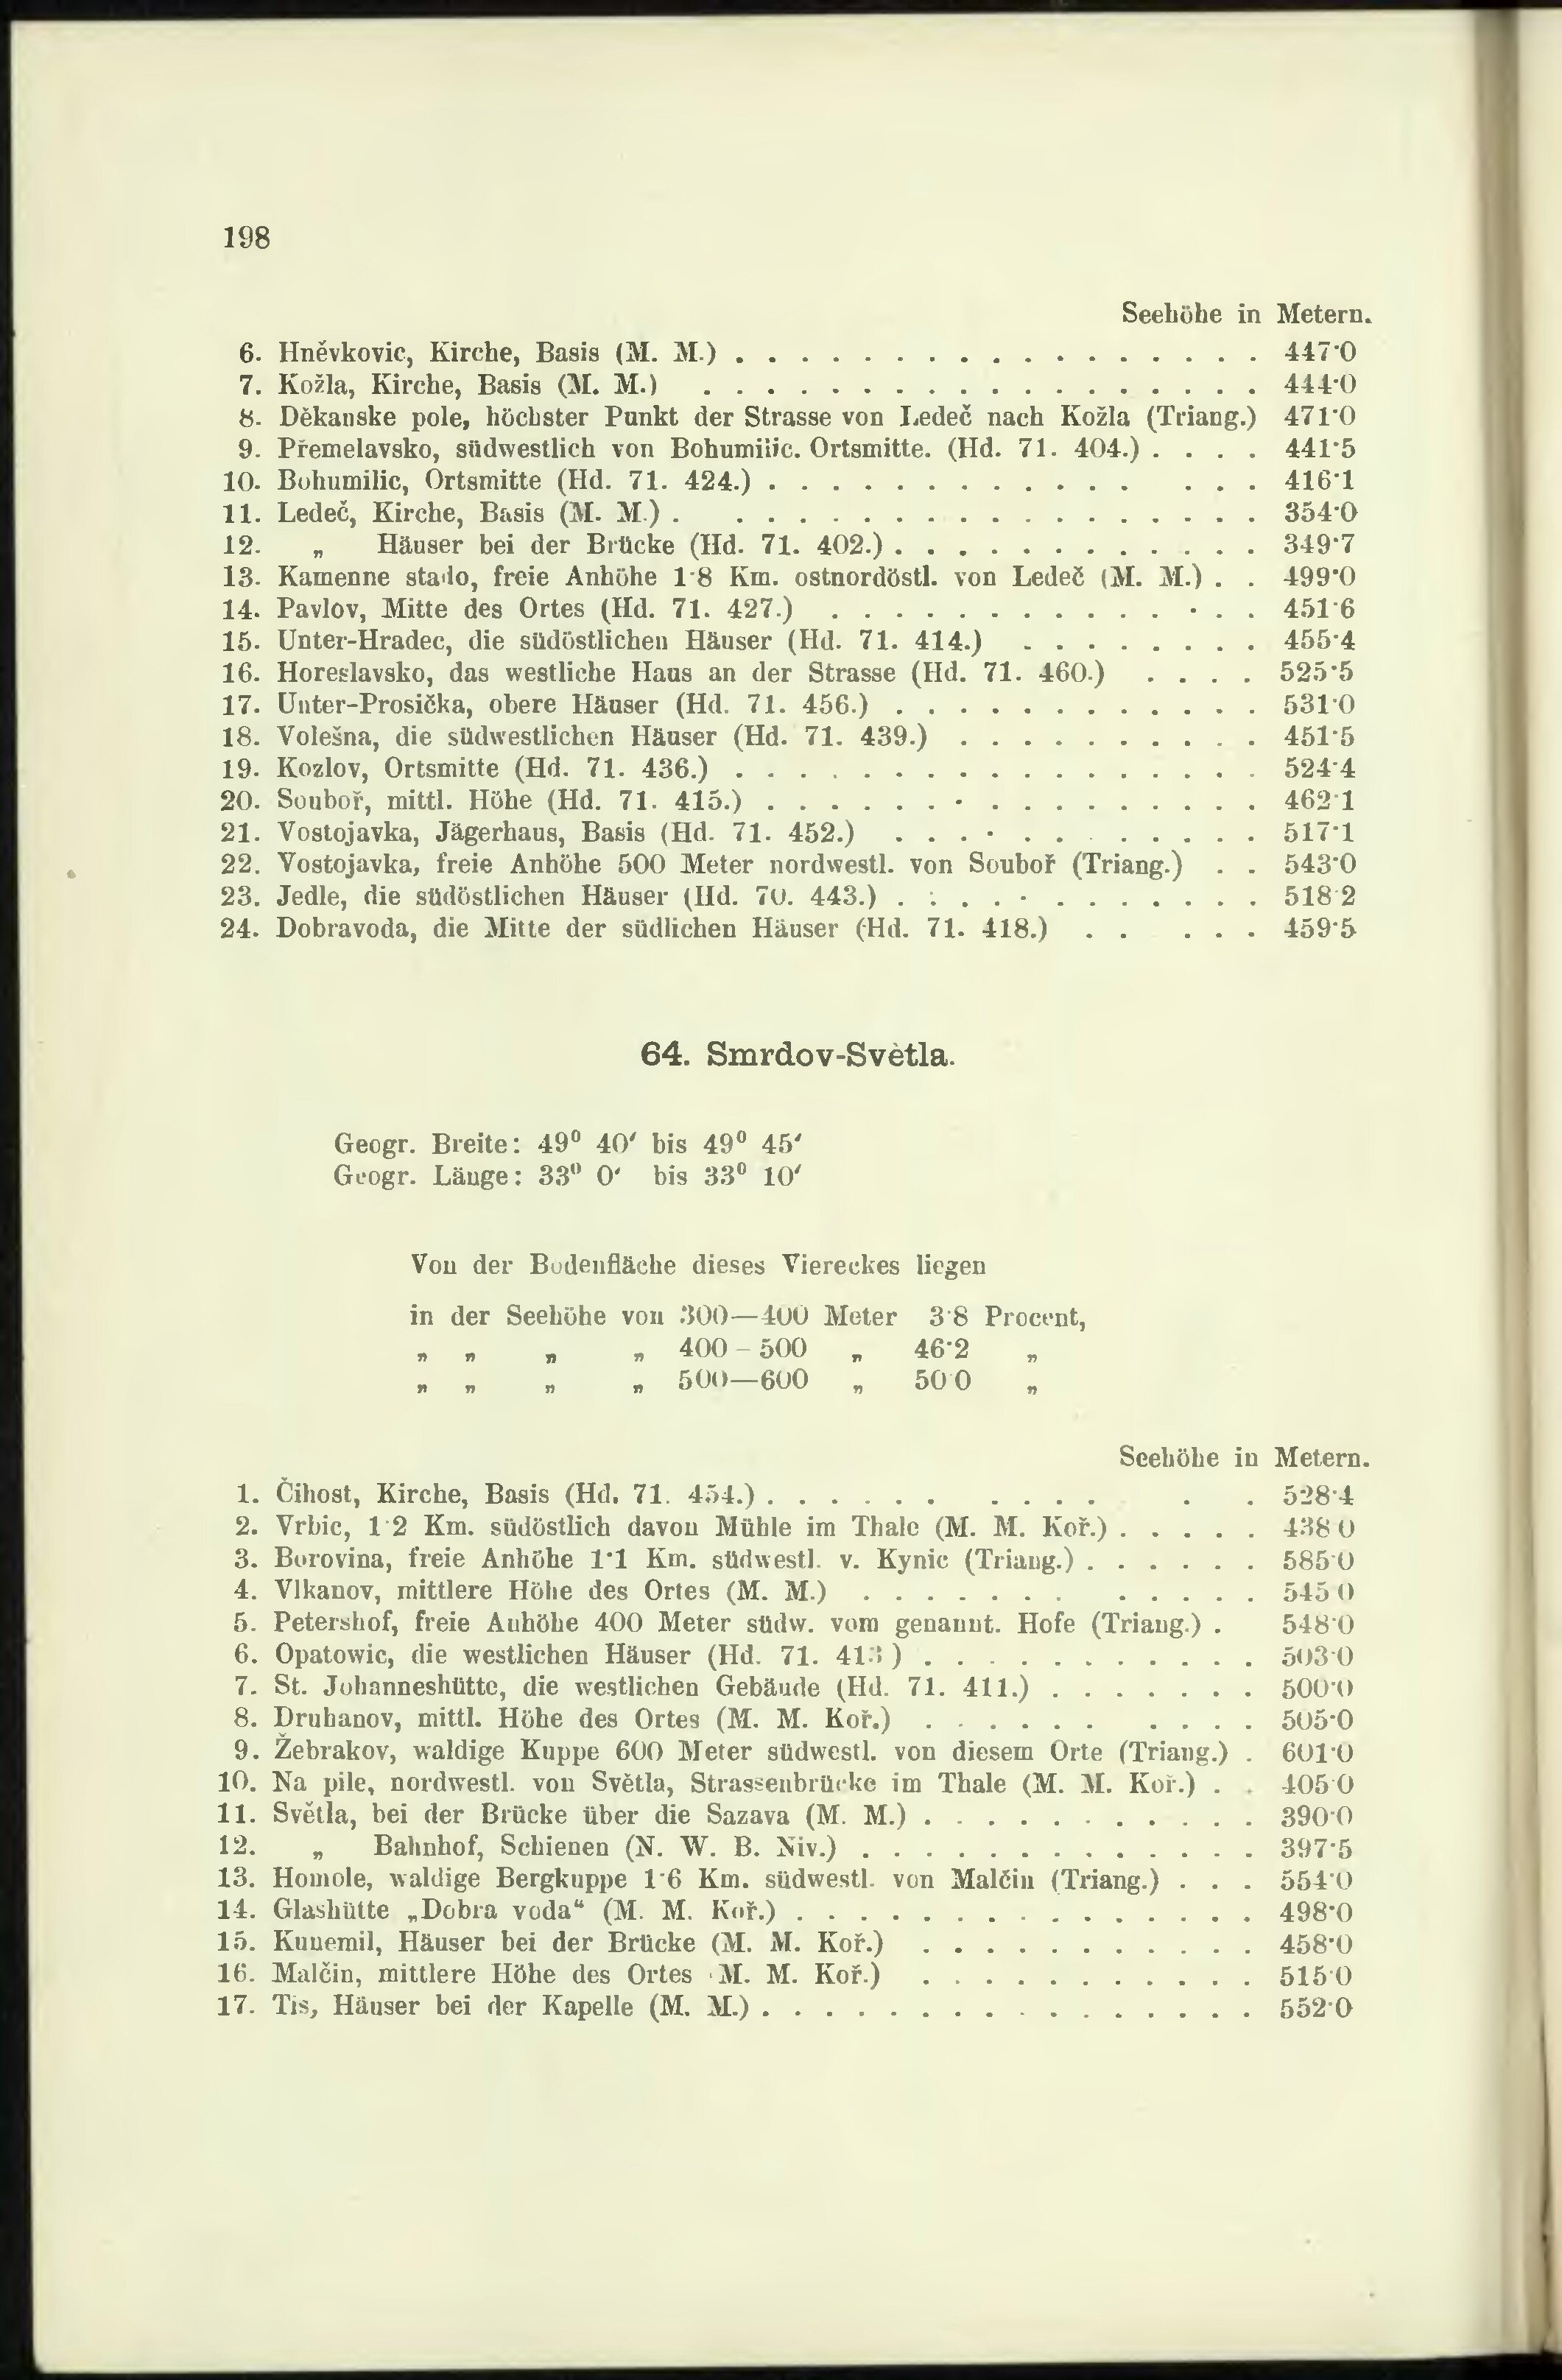 198
Seehöhe in Metern.
6. Hněvkovic, Kirche, Basis (M. M.) . . . . . . . . . . . . . . . . . 447·0
7. Kožla, Kirche, Basis (M. M.) . . . . . . . . . . . . . . . . . . 444·0
8. Děkanske pole, höchster Punkt der Strasse von Ledeč nach Kožla (Triang.) 471·0
9. Přemelavsko, südwestlich von Bohumilic. Ortsmitte. (Hd. 71. 404.) . . . . 441·5
10. Bohumilic, Ortsmitte (Hd. 71. 424.) . . . . . . . . . . . . . . . 416·1
11. Ledeč, Kirche, Basis (M. M.) . . . . . . . . . . . . . . . . . . 354·0
12. „ Häuser bei der Brücke (Hd. 71. 402.) . . . . . . . . . . . . 349·7
13. Kamenne stado, freie Anhöhe 1·8 Km. ostnordöstl. von Ledeč (M. M.) . . 499·0
14. Pavlov, Mitte des Ortes (Hd. 71. 427.) . . . . . . . . . . . . . . 451·6
15. Unter-Hradec, die südöstlichen Häuser (Hd. 71. 414.) . . . . . . . . 455·4
16. Horeslavsko, das westliche Haus an der Strasse (Hd. 71. 460.) . . . . 525·5
17. Unter-Prosička, obere Häuser (Hd. 71. 456.) . . . . . . . . . . . . 531·0
18. Volešna, die südwestlichen Häuser (Hd. 71. 439.) . . . . . . . . . . 451·5
19. Kozlov, Ortsmitte (Hd. 71. 436.) . . . . . . . . . . . . . . . . . 524·4
20. Souboř, mittl. Höhe (Hd. 71. 415.) . . . . . . . . . . . . . . . . 462·1
21. Vostojavka, Jägerhaus, Basis (Hd. 71. 452.) . . . . . . . . . . . . 517·1
22. Vostojavka, freie Anhöhe 500 Meter nordwestl. von Souboř (Triang.) . . 543·0
23. Jedle, die südöstlichen Häuser (Hd. 70. 443.) . . . . . . . . . . . . 518·2
24. Dobravoda, die Mitte der südlichen Häuser (Hd. 71. 418.) . . . . . 459·5
64. Smrdov-Světla.
Geogr. Breite: 49⁰ 40′ bis 49⁰ 45′
Geogr. Länge: 33⁰ 0′ bis 33⁰ 10′
Von der Bodenfläche dieses Viereckes liegen
in der Seehöhe von 300—400 Meter 3·8 Procent,
„ „ „ „ 400–500 „ 46·2 „
„ „ „ „ 500—600 „ 50·0 „
Seehöhe in Metern.
1. Čihost, Kirche, Basis (Hd. 71. 454.) . . . . . . . . . . . . 528·4
2. Vrbic, 1·2 Km. südöstlich davon Mühle im Thale (M. M. Koř.) . . . . . 438·0
3. Borovina, freie Anhöhe 1·1 Km. südwestl. v. Kynic (Triang.) . . . . . . 585·0
4. Vlkanov, mittlere Höhe des Ortes (M. M.) . . . . . . . . . . . . 545·0
5. Petershof, freie Anhöhe 400 Meter südw. vom genannt. Hofe (Triang.) . 548·0
6. Opatowic, die westlichen Häuser (Hd. 71. 413.) . . . . . . . . . . . 503·0
7. St. Johanneshütte, die westlichen Gebäude (Hd. 71. 411.) . . . . . . . 500·0
8. Druhanov, mittl. Höhe des Ortes (M. M. Koř.) . . . . . . . . . . 505·0
9. Žebrakov, waldige Kuppe 600 Meter südwestl. von diesem Orte (Triang.) . 601·0
10. Na pile, nordwestl. von Světla, Strassenbrücke im Thale (M. M. Koř.) . . 405·0
11. Světla, bei der Brücke über die Sazava (M. M.) . . . . . . . . . . . 390·0
12. „ Bahnhof, Schienen (N. W. B. Niv.) . . . . . . . . . . . . . 397·5
13. Homole, waldige Bergkuppe 1·6 Km. südwestl. von Malčin (Triang.) . . . 554·0
14. Glashütte „Dobra voda“ (M. M. Koř.) . . . . . . . . . . . . . . . 498·0
15. Kunemil, Häuser bei der Brücke (M. M. Koř.) . . . . . . . . . . . 458·0
16. Malčin, mittlere Höhe des Ortes (M. M. Koř.) . . . . . . . . . . . 515·0
17. Tis, Häuser bei der Kapelle (M. M.) . . . . . . . . . . . . . . . . 552·0